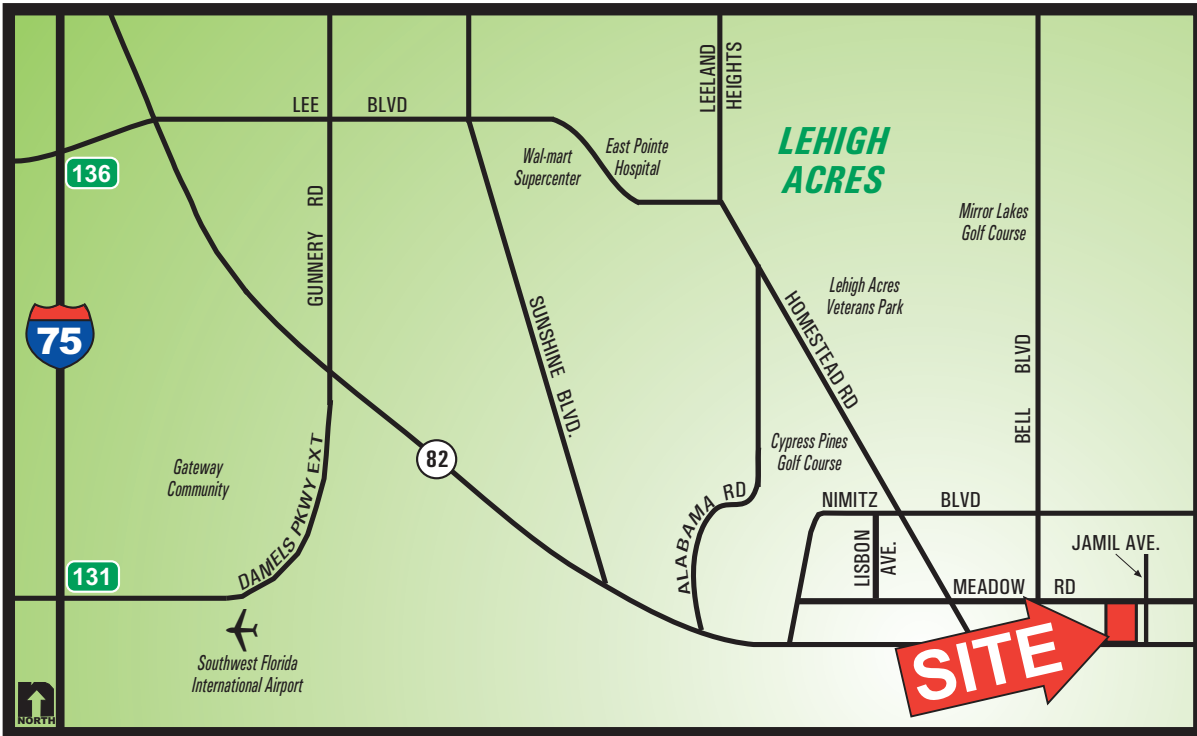 LEE BLVD
LEELAND
HEIGHTS
LEHIGH
ACRES
136
Wal-mart
Supercenter
East Pointe
Hospital
GUNNERY RD
Mirror Lakes
Golf Course
75
SUNSHINE BLVD.
HOMESTEAD RD
Lehigh Acres
Veterans Park
BELL BLVD
82
Gateway
Community
Cypress Pines
Golf Course
DAMELS PKWY EXT
ALABAMA RD
NIMITZ BLVD
LISBON
AVE.
JAMIL AVE.
131
MEADOW RD
SITE
Southwest Florida
International Airport
n
NORTH